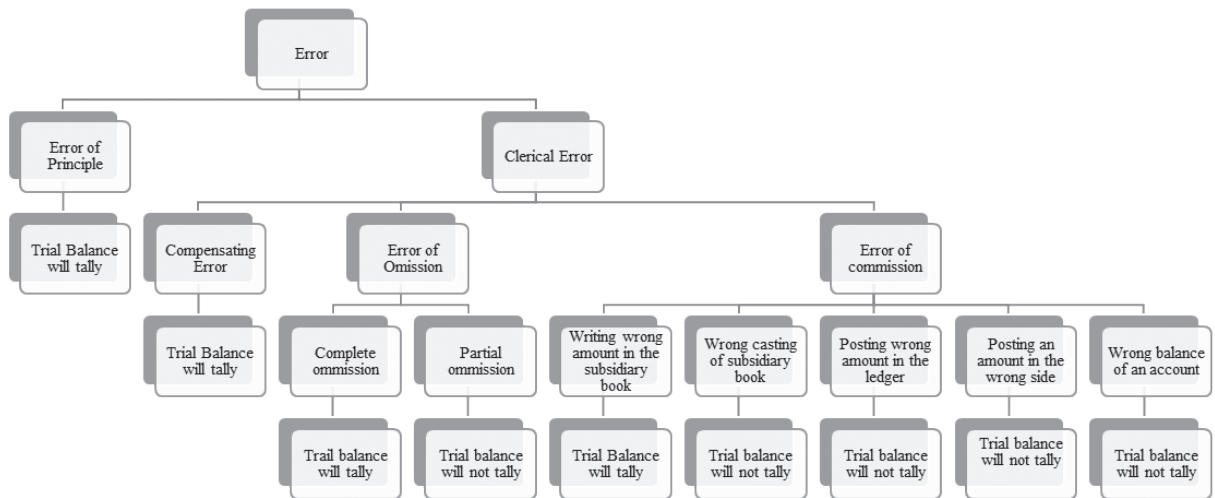 Error
Error of
Principle
Clerical Error
Trial Balance
will tally
Compensating
Error
Error of
Omission
Error of
commission
Trial Balance
will tally
Complete
ommission
Partial
ommission
Writing wrong
amount in the
subsidiary
book
Wrong casting
of subsidiary
book
Posting wrong
amount in the
ledger
Posting an
amount in the
wrong side
Wrong balance
of an account
Trail balance
will tally
Trial balance
will not tally
Trial Balance
will tally
Trial balance
will not tally
Trial balance
will not tally
Trial balance
will not tally
Trial balance
will not tally